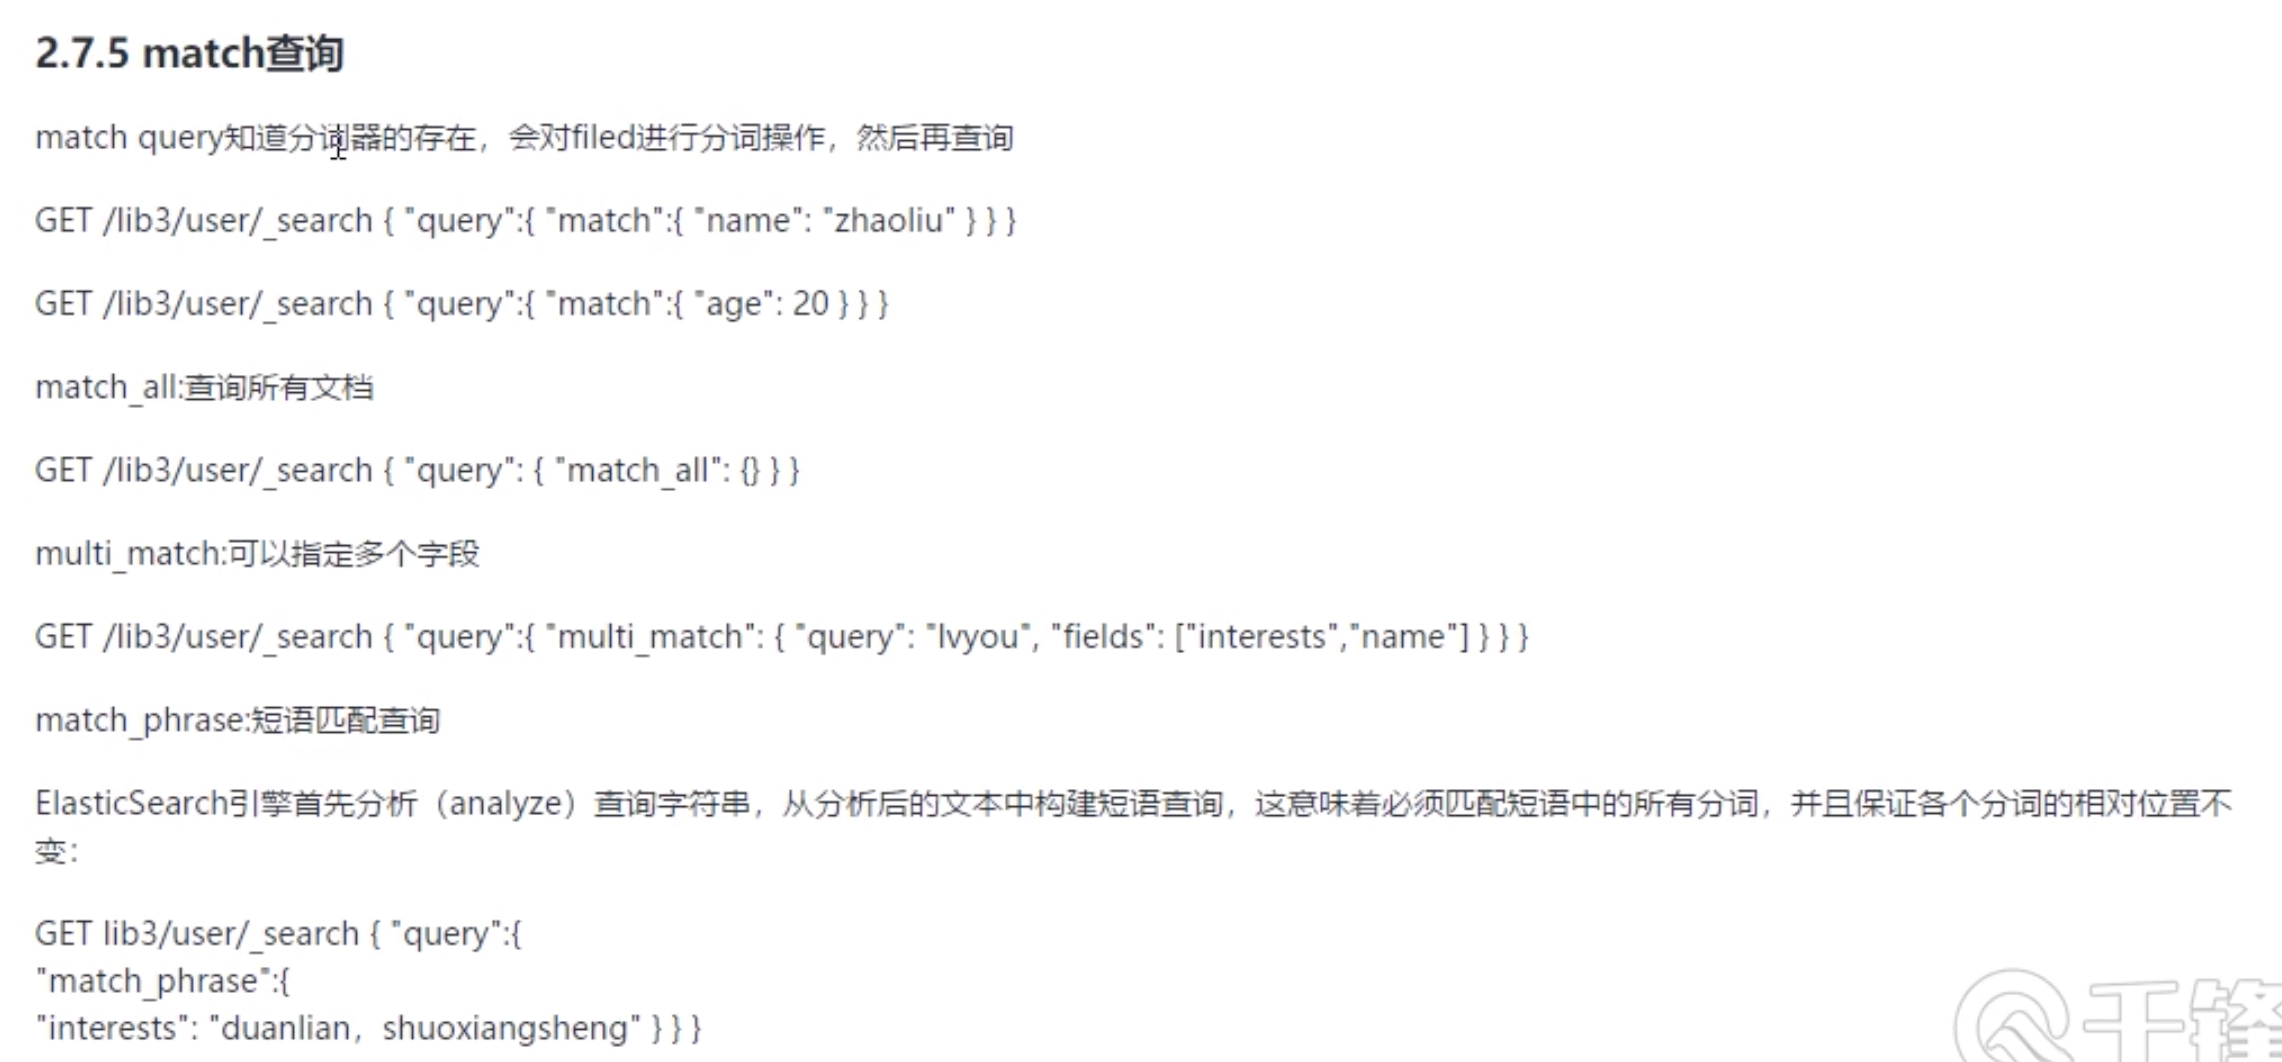 2.7.5 match查询
match query知道分词器的存在，会对filed进行分词操作，然后再查询
GET /lib3/user/_search { "query":{ "match":{ "name": "zhaoliu" } } }
GET /lib3/user/_search { "query":{ "match":{ "age": 20 } } }
match_all:查询所有文档
GET /lib3/user/_search { "query": { "match_all": {} } }
multi_match:可以指定多个字段
GET /lib3/user/_search { "query":{ "multi_match": { "query": "lvyou", "fields": ["interests","name"] } } }
match_phrase:短语匹配查询
ElasticSearch引擎首先分析（analyze）查询字符串，从分析后的文本中构建短语查询，这意味着必须匹配短语中的所有分词，并且保证各个分词的相对位置不
变：
GET lib3/user/_search { "query":{
"match_phrase":{
"interests": "duanlian，shuoxiangsheng" } } }
千锋